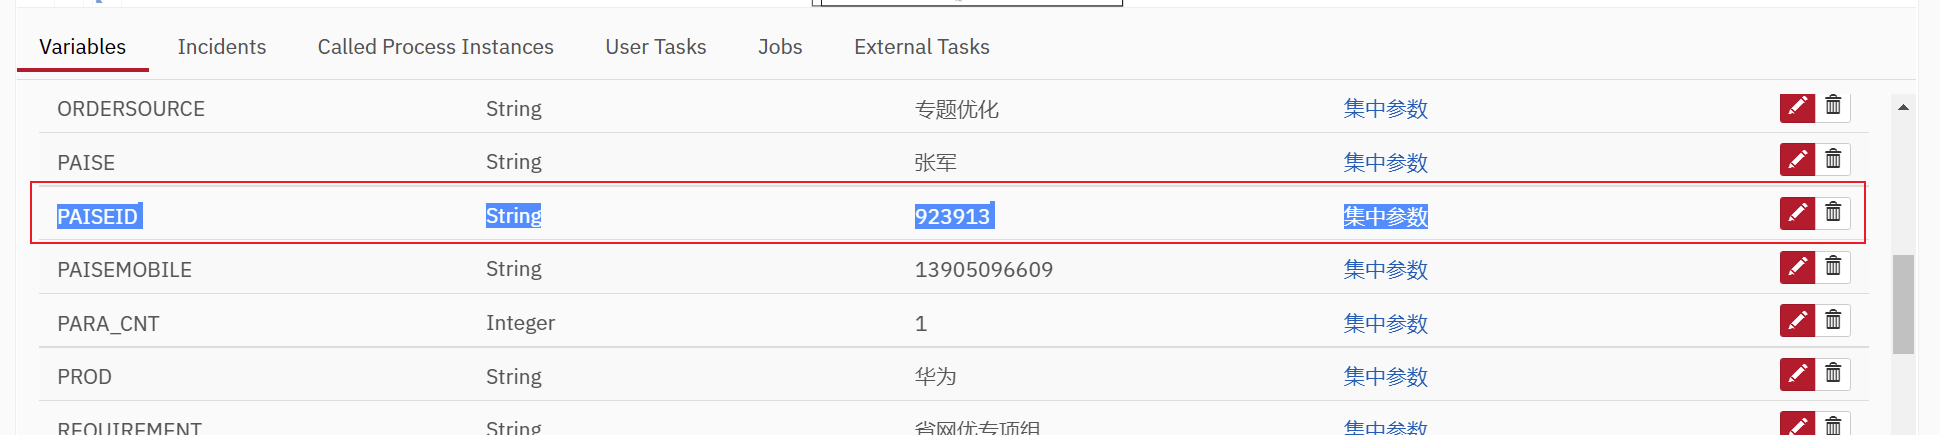 Variables Incidents Called Process Instances User Tasks Jobs External Tasks
ORDERSOURCE String 专题优化 集中参数
PAISE String 张军 集中参数
PAISEID String 923913 集中参数
PAISEMOBILE String 13905096609 集中参数
PARA_CNT Integer 1 集中参数
PROD String 华为 集中参数
REQUIREMENT String 省网优专项组 集中参数